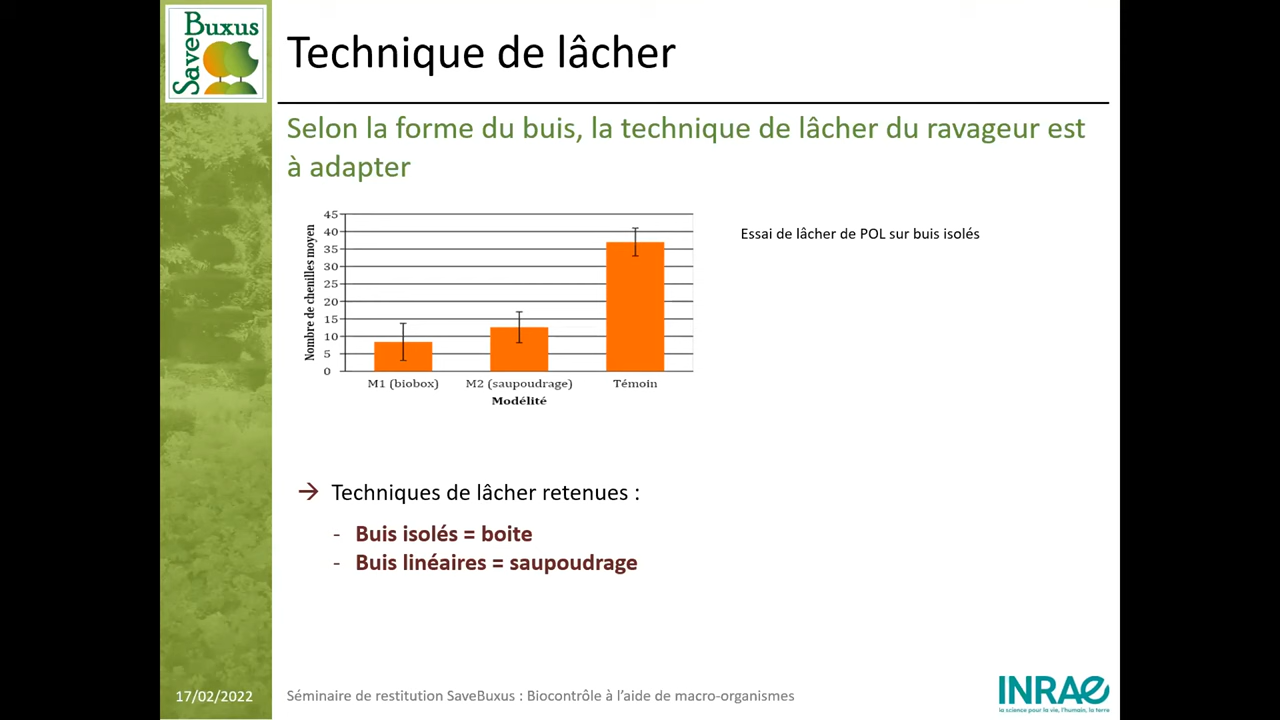 Save Buxus
Technique de lâcher
Selon la forme du buis, la technique de lâcher du ravageur est
à adapter
Essai de lâcher de POL sur buis isolés
Nombre de chenilles moyen
45
40
35
30
25
20
15
10
5
0
M1 (biobox) M2 (saupoudrage) Témoin
Modélité
→ Techniques de lâcher retenues :
- Buis isolés = boite
- Buis linéaires = saupoudrage
17/02/2022 Séminaire de restitution SaveBuxus : Biocontrôle à l’aide de macro-organismes
INRAE
la science pour la vie, l'humain, la terre